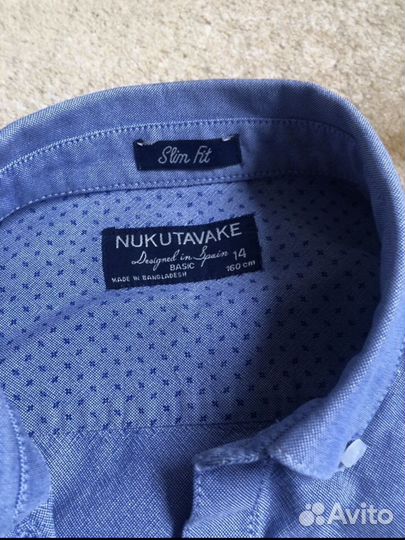 Slim Fit
NUKUTAVAKE
Designed in Spain 14
BASIC 160 cm
MADE IN BANGLADESH
Avito